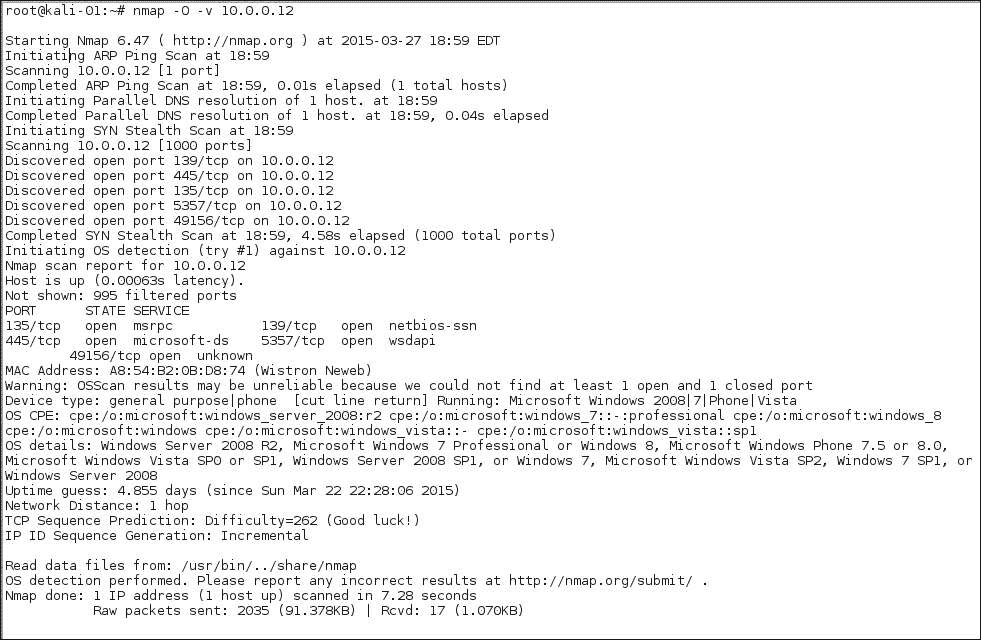 root@kali-01:~# nmap -O -v 10.0.0.12
Starting Nmap 6.47 ( http://nmap.org ) at 2015-03-27 18:59 EDT
Initiating ARP Ping Scan at 18:59
Scanning 10.0.0.12 [1 port]
Completed ARP Ping Scan at 18:59, 0.01s elapsed (1 total hosts)
Initiating Parallel DNS resolution of 1 host. at 18:59
Completed Parallel DNS resolution of 1 host. at 18:59, 0.04s elapsed
Initiating SYN Stealth Scan at 18:59
Scanning 10.0.0.12 [1000 ports]
Discovered open port 139/tcp on 10.0.0.12
Discovered open port 445/tcp on 10.0.0.12
Discovered open port 135/tcp on 10.0.0.12
Discovered open port 5357/tcp on 10.0.0.12
Discovered open port 49156/tcp on 10.0.0.12
Completed SYN Stealth Scan at 18:59, 4.58s elapsed (1000 total ports)
Initiating OS detection (try #1) against 10.0.0.12
Nmap scan report for 10.0.0.12
Host is up (0.00063s latency).
Not shown: 995 filtered ports
PORT      STATE SERVICE
135/tcp   open  msrpc           139/tcp   open  netbios-ssn
445/tcp   open  microsoft-ds    5357/tcp  open  wsdapi
        49156/tcp open  unknown
MAC Address: A8:54:B2:0B:D8:74 (Wistron Neweb)
Warning: OSScan results may be unreliable because we could not find at least 1 open and 1 closed port
Device type: general purpose|phone  [cut line return] Running: Microsoft Windows 2008|7|Phone|Vista
OS CPE: cpe:/o:microsoft:windows_server_2008:r2 cpe:/o:microsoft:windows_7::-:professional cpe:/o:microsoft:windows_8
cpe:/o:microsoft:windows cpe:/o:microsoft:windows_vista::- cpe:/o:microsoft:windows_vista::sp1
OS details: Windows Server 2008 R2, Microsoft Windows 7 Professional or Windows 8, Microsoft Windows Phone 7.5 or 8.0,
Microsoft Windows Vista SP0 or SP1, Windows Server 2008 SP1, or Windows 7, Microsoft Windows Vista SP2, Windows 7 SP1, or
Windows Server 2008
Uptime guess: 4.855 days (since Sun Mar 22 22:28:06 2015)
Network Distance: 1 hop
TCP Sequence Prediction: Difficulty=262 (Good luck!)
IP ID Sequence Generation: Incremental
Read data files from: /usr/bin/../share/nmap
OS detection performed. Please report any incorrect results at http://nmap.org/submit/ .
Nmap done: 1 IP address (1 host up) scanned in 7.28 seconds
           Raw packets sent: 2035 (91.378KB) | Rcvd: 17 (1.070KB)